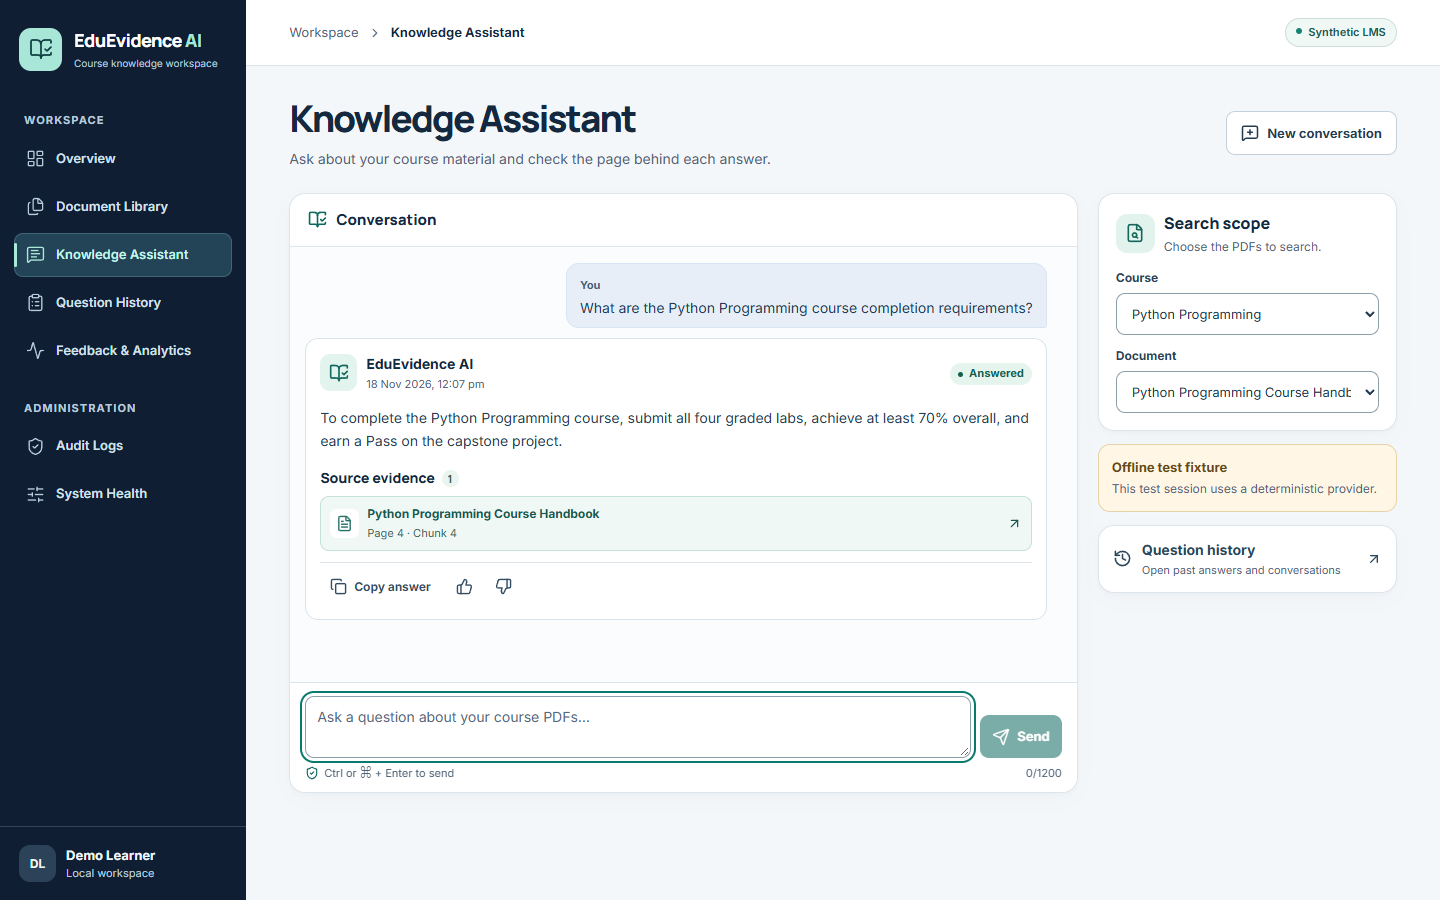 EduEvidence AI
Course knowledge workspace
WORKSPACE
Overview
Document Library
Knowledge Assistant
Question History
Feedback & Analytics
ADMINISTRATION
Audit Logs
System Health
DL
Demo Learner
Local workspace
Workspace > Knowledge Assistant
Synthetic LMS
Knowledge Assistant
Ask about your course material and check the page behind each answer.
New conversation
Conversation
You
What are the Python Programming course completion requirements?
EduEvidence AI
18 Nov 2026, 12:07 pm
Answered
To complete the Python Programming course, submit all four graded labs, achieve at least 70% overall, and
earn a Pass on the capstone project.
Source evidence 1
Python Programming Course Handbook
Page 4 · Chunk 4
Copy answer
Ask a question about your course PDFs...
Send
Ctrl or ⌘ + Enter to send
0/1200
Search scope
Choose the PDFs to search.
Course
Python Programming
Document
Python Programming Course Handb
Offline test fixture
This test session uses a deterministic provider.
Question history
Open past answers and conversations